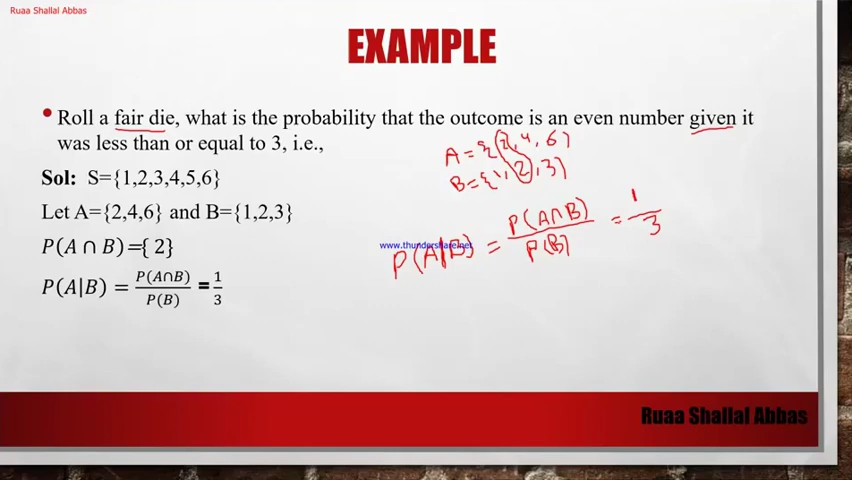 Ruaa Shallal Abbas
EXAMPLE
• Roll a fair die, what is the probability that the outcome is an even number given it
was less than or equal to 3, i.e.,
A={2,4,6}
B={1,2,3}
Sol: S={1,2,3,4,5,6}
Let A={2,4,6} and B={1,2,3}
P(A ∩ B)={ 2}
P(A|B) = P(A∩B)/P(B) = 1/3
P(A|B) = P(A∩B)/P(B) = 1/3
www.thundershare.net
Ruaa Shallal Abbas